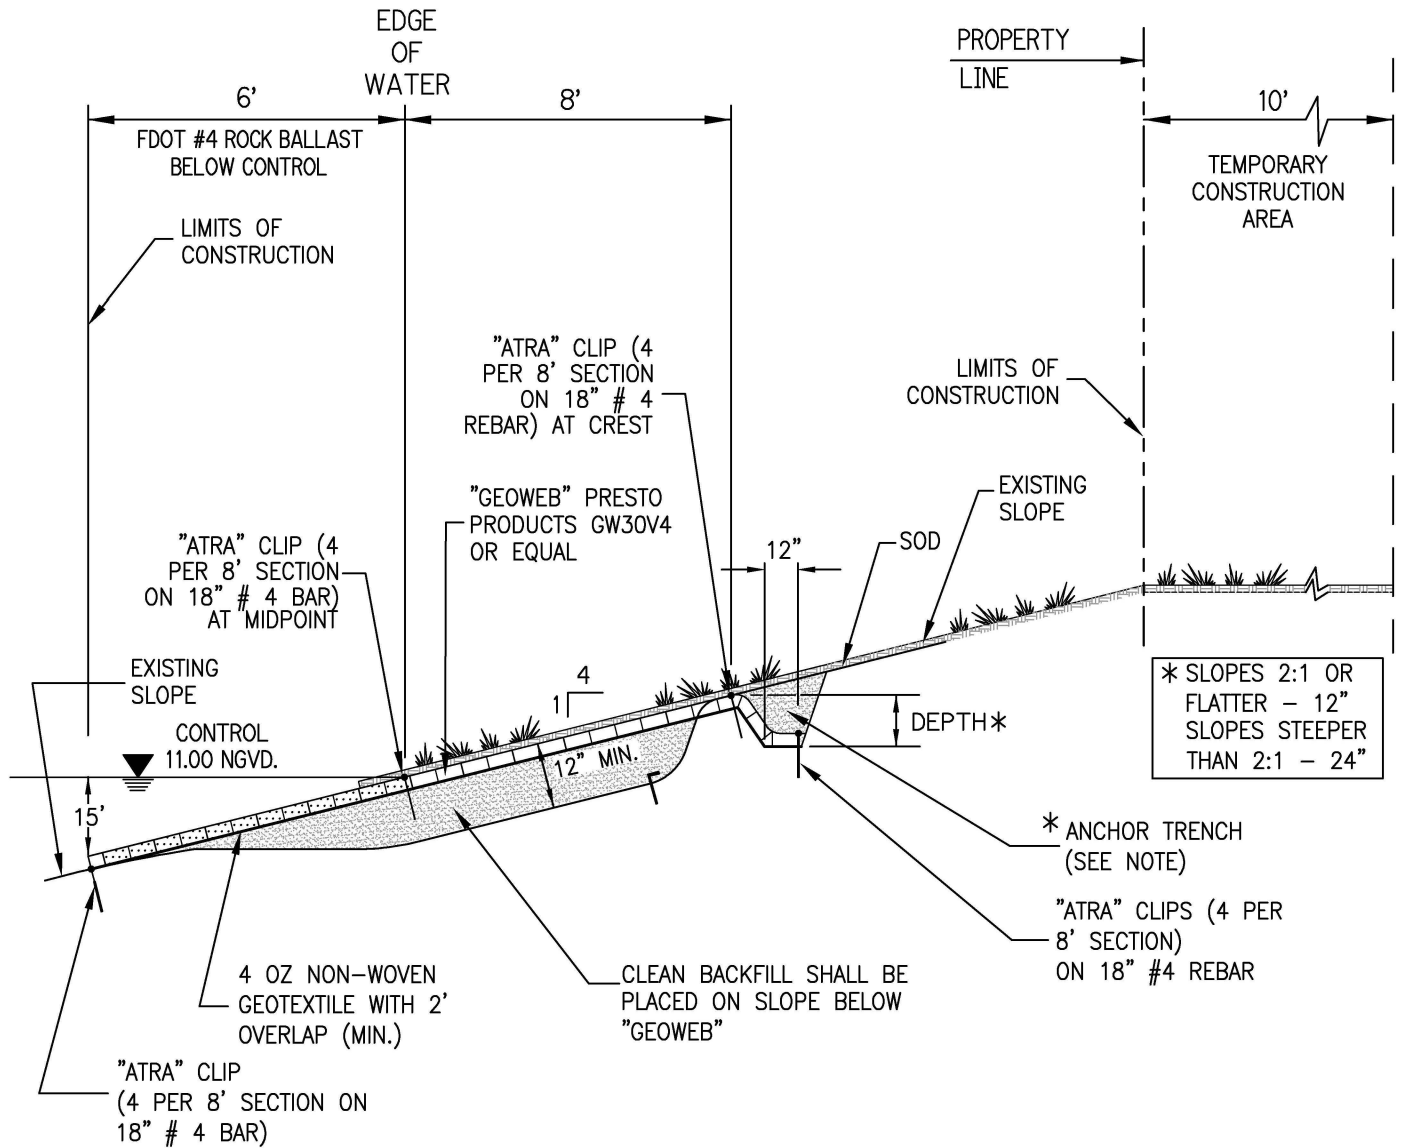 EDGE
OF
WATER
PROPERTY
LINE
6'
8'
10'
FDOT #4 ROCK BALLAST
BELOW CONTROL
TEMPORARY
CONSTRUCTION
AREA
LIMITS OF
CONSTRUCTION
"ATRA" CLIP (4
PER 8' SECTION
ON 18" # 4
REBAR) AT CREST
LIMITS OF
CONSTRUCTION
"GEOWEB" PRESTO
PRODUCTS GW30V4
OR EQUAL
EXISTING
SLOPE
"ATRA" CLIP (4
PER 8' SECTION
ON 18" # 4 BAR)
AT MIDPOINT
12"
SOD
EXISTING
SLOPE
4
1
CONTROL
11.00 NGVD.
12" MIN.
DEPTH*
* SLOPES 2:1 OR
FLATTER – 12"
SLOPES STEEPER
THAN 2:1 – 24"
15'
* ANCHOR TRENCH
(SEE NOTE)
"ATRA" CLIPS (4 PER
8' SECTION)
ON 18" #4 REBAR
4 OZ NON-WOVEN
GEOTEXTILE WITH 2'
OVERLAP (MIN.)
CLEAN BACKFILL SHALL BE
PLACED ON SLOPE BELOW
"GEOWEB"
"ATRA" CLIP
(4 PER 8' SECTION ON
18" # 4 BAR)